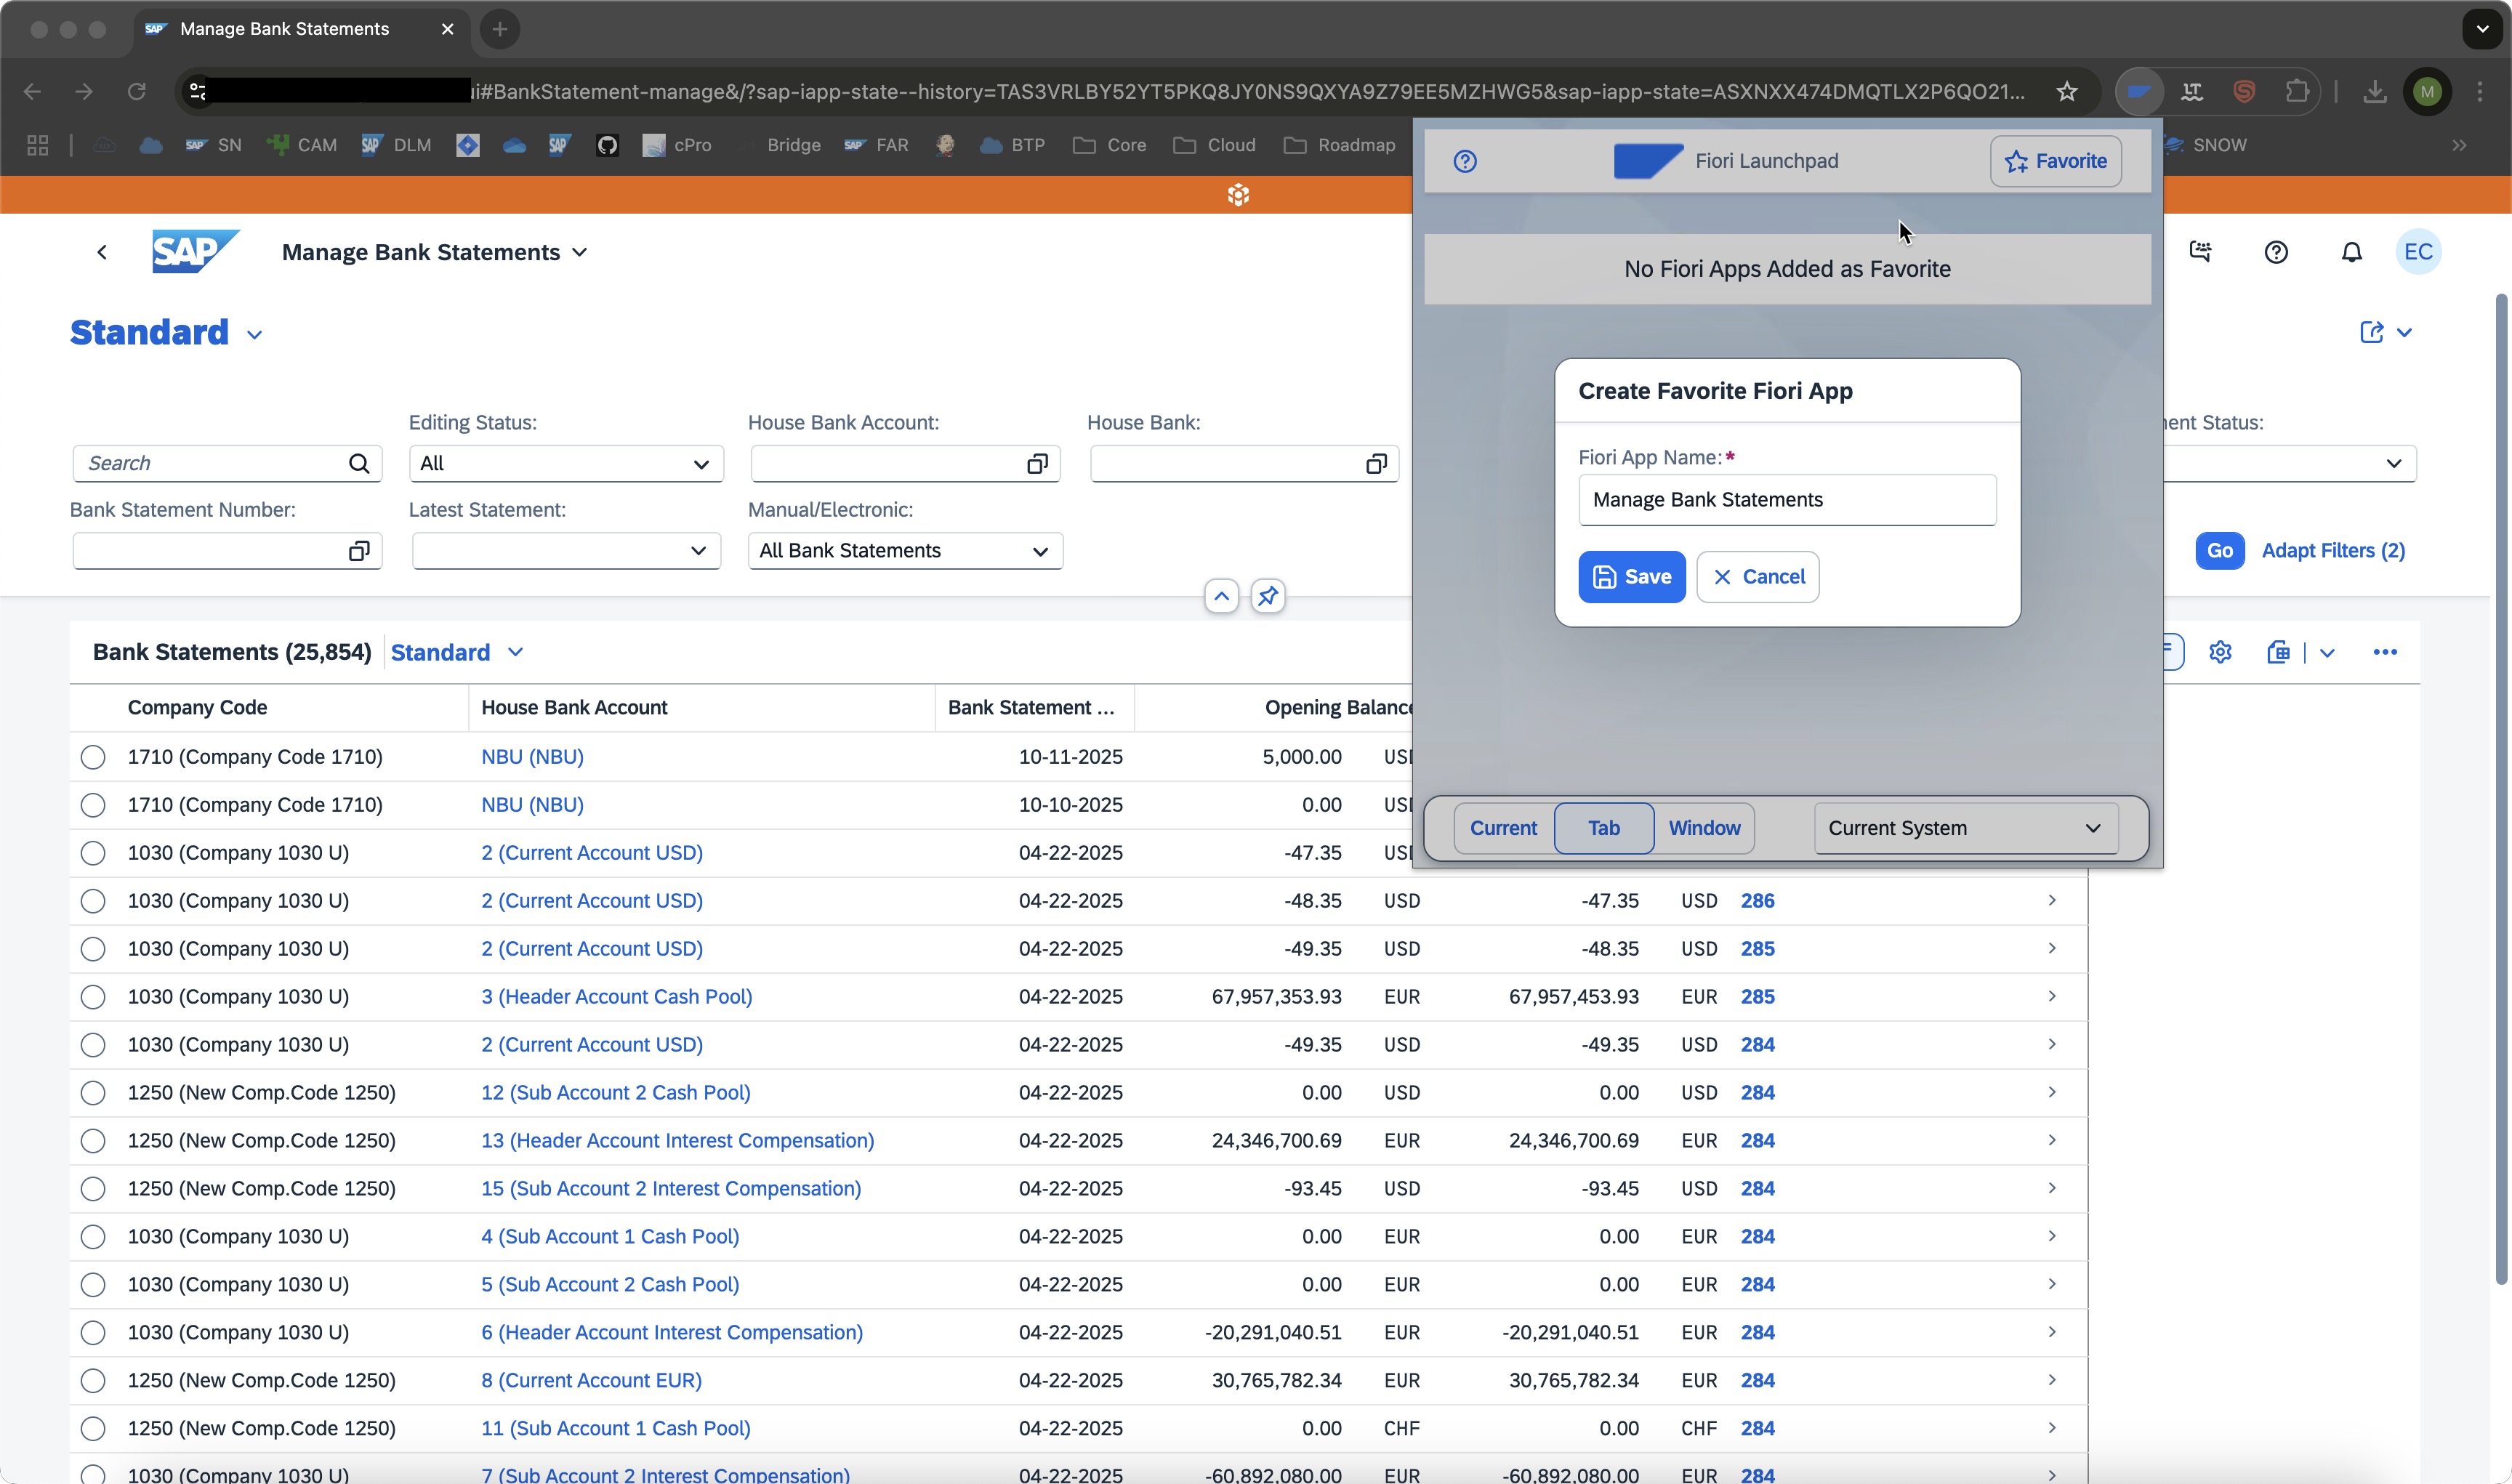 SAP Manage Bank Statements
ui#BankStatement-manage&/?sap-iapp-state--history=TAS3VRLBY52YT5PKQ8JY0NS9QXYA9Z79EE5MZHWG5&sap-iapp-state=ASXNXX474DMQTLX2P6QO21... M
SAP SN CAM SAP DLM SAP cPro Bridge SAP FAR BTP Core Cloud Roadmap SNOW
Fiori Launchpad Favorite
SAP Manage Bank Statements EC
No Fiori Apps Added as Favorite
Standard
Create Favorite Fiori App
Editing Status: House Bank Account: House Bank: ent Status:
Fiori App Name:*
Search All
Manage Bank Statements
Bank Statement Number: Latest Statement: Manual/Electronic:
All Bank Statements Go Adapt Filters (2)
Save Cancel
Bank Statements (25,854) Standard
Company Code House Bank Account Bank Statement ... Opening Balance
1710 (Company Code 1710) NBU (NBU) 10-11-2025 5,000.00 USD
1710 (Company Code 1710) NBU (NBU) 10-10-2025 0.00 USD
Current Tab Window Current System
1030 (Company 1030 U) 2 (Current Account USD) 04-22-2025 -47.35 USD
1030 (Company 1030 U) 2 (Current Account USD) 04-22-2025 -48.35 USD -47.35 USD 286
1030 (Company 1030 U) 2 (Current Account USD) 04-22-2025 -49.35 USD -48.35 USD 285
1030 (Company 1030 U) 3 (Header Account Cash Pool) 04-22-2025 67,957,353.93 EUR 67,957,453.93 EUR 285
1030 (Company 1030 U) 2 (Current Account USD) 04-22-2025 -49.35 USD -49.35 USD 284
1250 (New Comp.Code 1250) 12 (Sub Account 2 Cash Pool) 04-22-2025 0.00 USD 0.00 USD 284
1250 (New Comp.Code 1250) 13 (Header Account Interest Compensation) 04-22-2025 24,346,700.69 EUR 24,346,700.69 EUR 284
1250 (New Comp.Code 1250) 15 (Sub Account 2 Interest Compensation) 04-22-2025 -93.45 USD -93.45 USD 284
1030 (Company 1030 U) 4 (Sub Account 1 Cash Pool) 04-22-2025 0.00 EUR 0.00 EUR 284
1030 (Company 1030 U) 5 (Sub Account 2 Cash Pool) 04-22-2025 0.00 EUR 0.00 EUR 284
1030 (Company 1030 U) 6 (Header Account Interest Compensation) 04-22-2025 -20,291,040.51 EUR -20,291,040.51 EUR 284
1250 (New Comp.Code 1250) 8 (Current Account EUR) 04-22-2025 30,765,782.34 EUR 30,765,782.34 EUR 284
1250 (New Comp.Code 1250) 11 (Sub Account 1 Cash Pool) 04-22-2025 0.00 CHF 0.00 CHF 284
1030 (Company 1030 U) 7 (Sub Account 2 Interest Compensation) 04-22-2025 -60,892,080.00 EUR -60,892,080.00 EUR 284